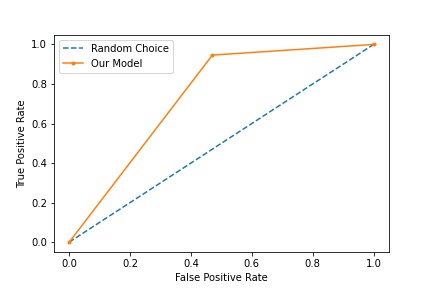 Random Choice
Our Model
True Positive Rate
1.0
0.8
0.6
0.4
0.2
0.0
0.0 0.2 0.4 0.6 0.8 1.0
False Positive Rate